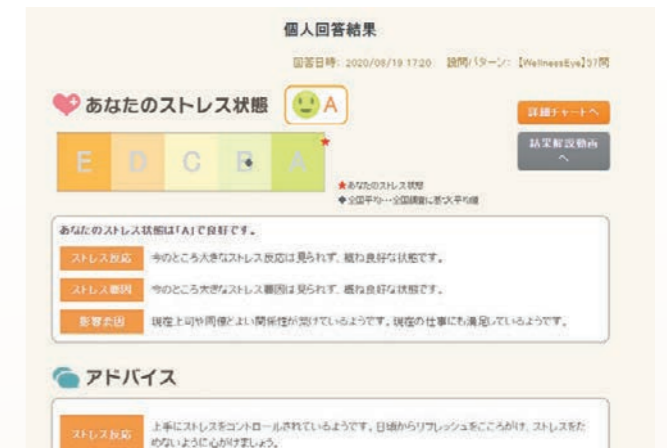 個人回答結果
回答日時: 2020/08/19 17:20 設問パターン: 【WellnessEye】57問
あなたのストレス状態 A
詳細チャートへ
結果解説動画へ
E D C B A
★あなたのストレス状態
◆全国平均…全国調査に基づく平均値
あなたのストレス状態は「A」で良好です。
ストレス反応 今のところ大きなストレス反応は見られず、概ね良好な状態です。
ストレス要因 今のところ大きなストレス要因は見られず、概ね良好な状態です。
影響要因 現在上司や同僚とよい関係性が築けているようです。現在の仕事にも満足しているようです。
アドバイス
ストレス反応 上手にストレスをコントロールされているようです。日頃からリフレッシュをこころがけ、ストレスをた
めないように心がけましょう。